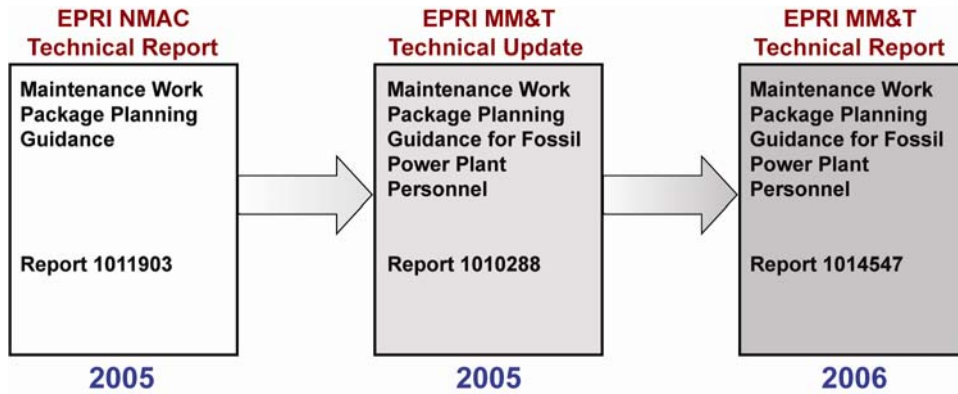 EPRI NMAC
Technical Report
Maintenance Work
Package Planning
Guidance
Report 1011903
2005
EPRI MM&T
Technical Update
Maintenance Work
Package Planning
Guidance for Fossil
Power Plant
Personnel
Report 1010288
2005
EPRI MM&T
Technical Report
Maintenance Work
Package Planning
Guidance for Fossil
Power Plant
Personnel
Report 1014547
2006